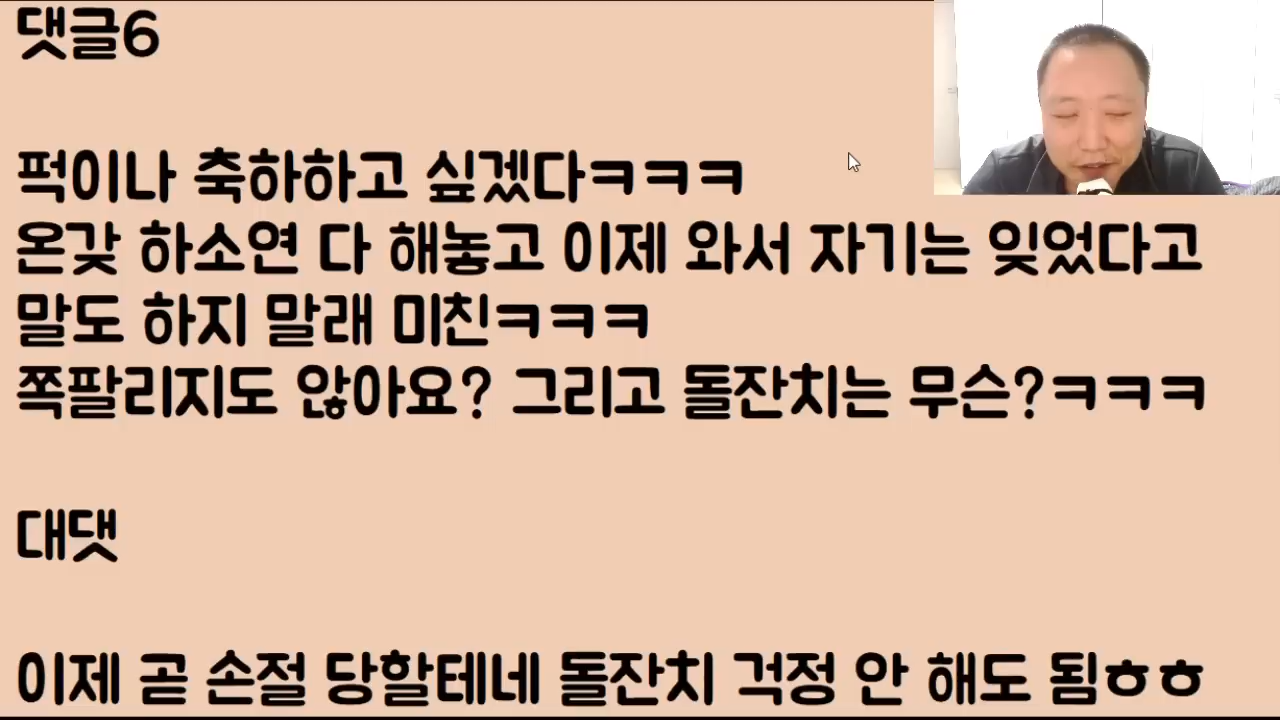 댓글6
퍽이나 축하하고 싶겠다ㅋㅋㅋ
온갖 하소연 다 해놓고 이제 와서 자기는 잊었다고
말도 하지 말래 미친ㅋㅋㅋ
쪽팔리지도 않아요? 그리고 돌잔치는 무슨?ㅋㅋㅋ
대댓
이제 곧 손절 당할테네 돌잔치 걱정 안 해도 됨ㅎㅎ